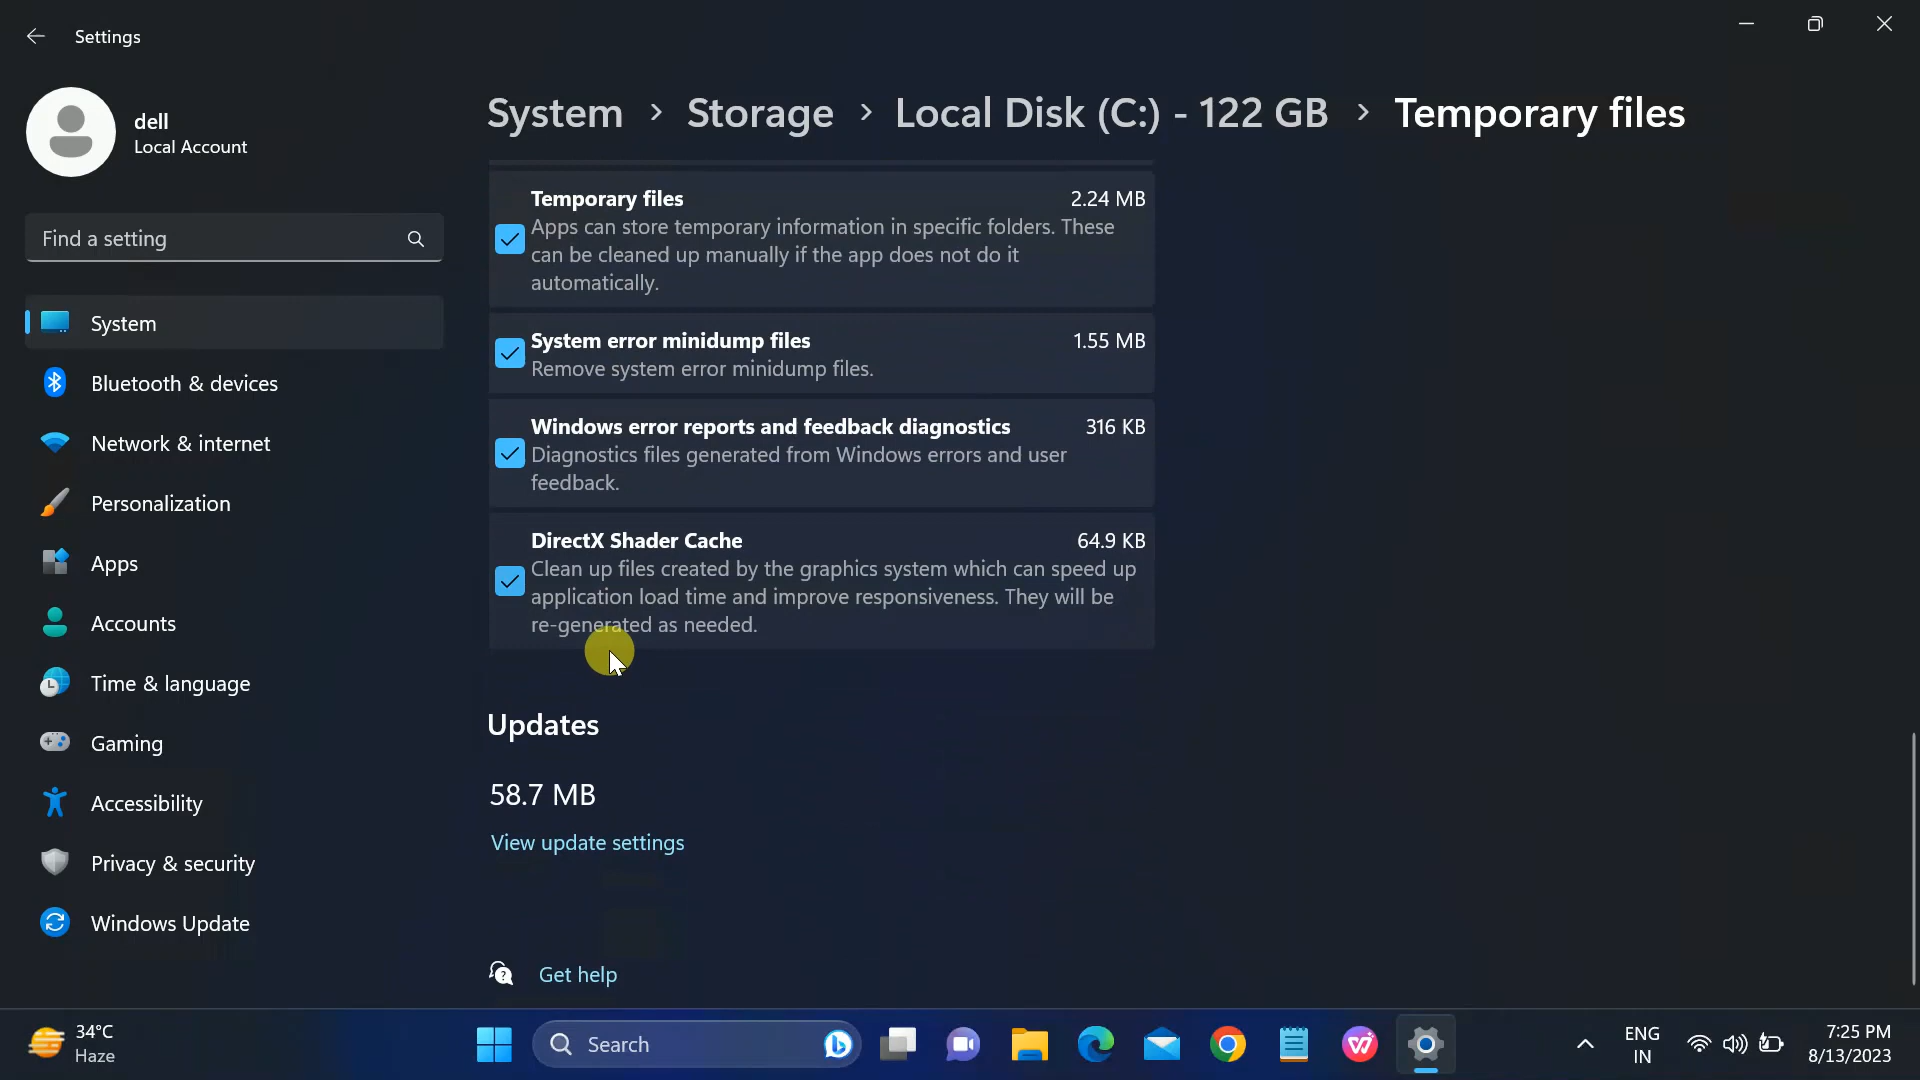 Settings
dell
Local Account
Find a setting
System
Bluetooth & devices
Network & internet
Personalization
Apps
Accounts
Time & language
Gaming
Accessibility
Privacy & security
Windows Update
System > Storage > Local Disk (C:) - 122 GB > Temporary files
Temporary files 2.24 MB
Apps can store temporary information in specific folders. These
can be cleaned up manually if the app does not do it
automatically.
System error minidump files 1.55 MB
Remove system error minidump files.
Windows error reports and feedback diagnostics 316 KB
Diagnostics files generated from Windows errors and user
feedback.
DirectX Shader Cache 64.9 KB
Clean up files created by the graphics system which can speed up
application load time and improve responsiveness. They will be
re-generated as needed.
Updates
58.7 MB
View update settings
Get help
34°C
Haze
Search
ENG
IN
7:25 PM
8/13/2023